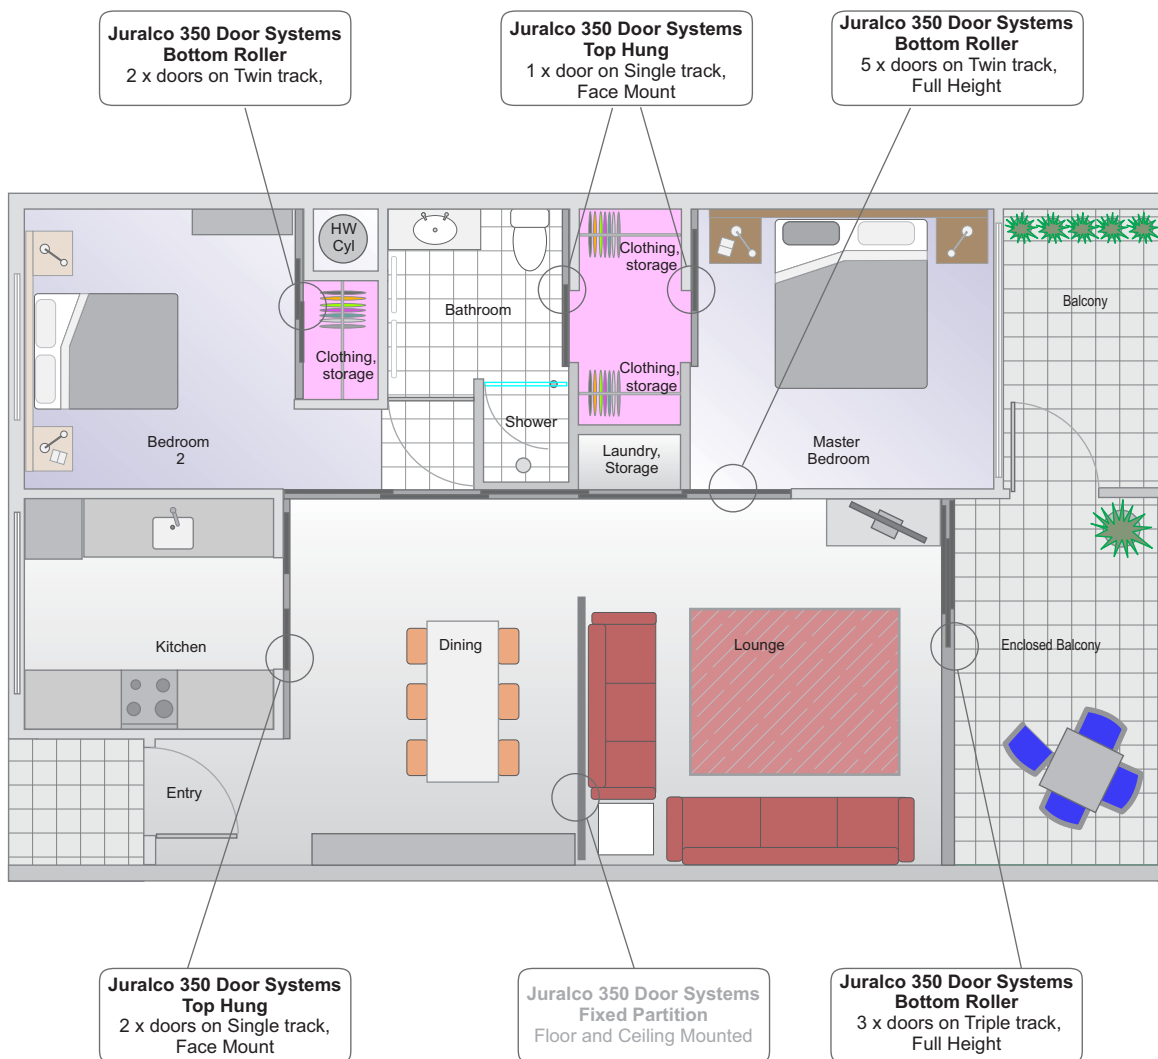 Juralco 350 Door Systems
Bottom Roller
2 x doors on Twin track,
Juralco 350 Door Systems
Top Hung
1 x door on Single track,
Face Mount
Juralco 350 Door Systems
Bottom Roller
5 x doors on Twin track,
Full Height
HW
Cyl
Clothing,
storage
Bathroom
Balcony
Clothing,
storage
Clothing,
storage
Shower
Bedroom
2
Laundry,
Storage
Master
Bedroom
Kitchen
Dining
Lounge
Enclosed Balcony
Entry
Juralco 350 Door Systems
Top Hung
2 x doors on Single track,
Face Mount
Juralco 350 Door Systems
Fixed Partition
Floor and Ceiling Mounted
Juralco 350 Door Systems
Bottom Roller
3 x doors on Triple track,
Full Height